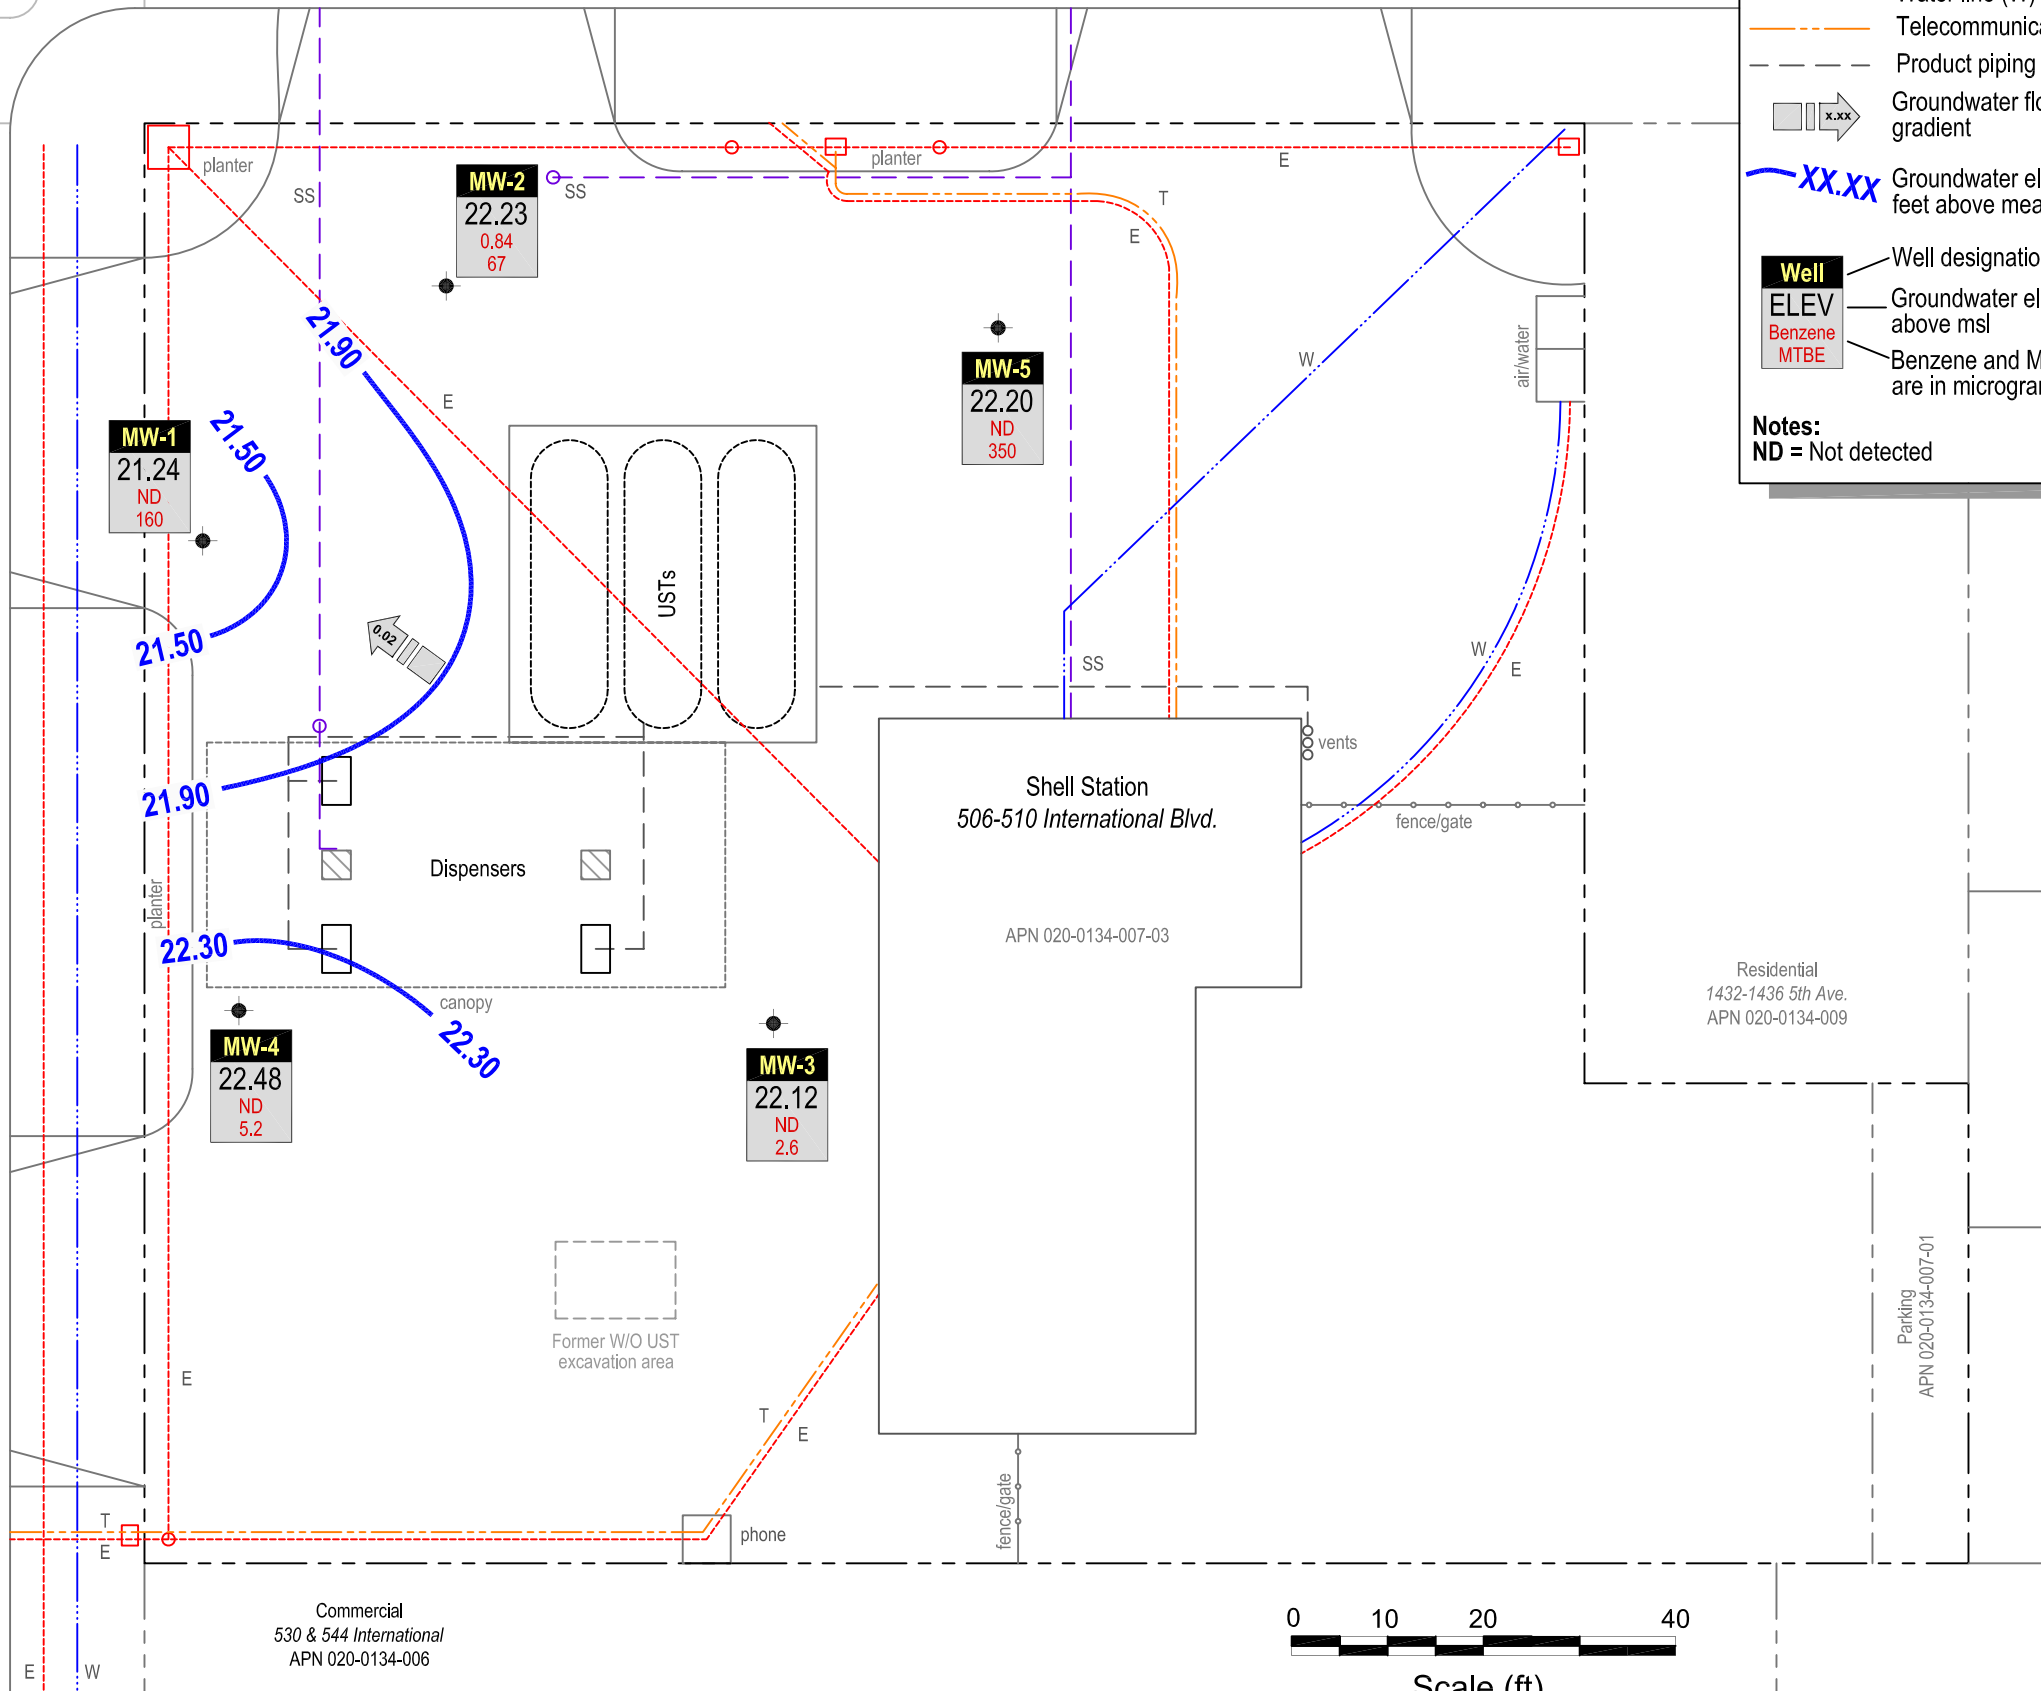 Water line (W)
Telecommunica
Product piping
Groundwater flo
gradient
x.xx
XX.XX
Groundwater el
feet above mea
Well
ELEV
Benzene
MTBE
Well designatio
Groundwater el
above msl
Benzene and M
are in microgra
Notes:
ND = Not detected
planter
SS
MW-2
22.23
0.84
67
SS
planter
E
T
E
21.90
E
MW-5
22.20
ND
350
W
air/water
MW-1
21.24
ND
160
21.50
21.50
0.02
USTs
SS
W
E
vents
21.90
Shell Station
506-510 International Blvd.
fence/gate
Dispensers
planter
22.30
APN 020-0134-007-03
canopy
22.30
Residential
1432-1436 5th Ave.
APN 020-0134-009
MW-4
22.48
ND
5.2
MW-3
22.12
ND
2.6
Former W/O UST
excavation area
E
T
E
Parking
APN 020-0134-007-01
T
E
phone
fence/gate
Commercial
530 & 544 International
APN 020-0134-006
E
W
0 10 20 40
Scale (ft)